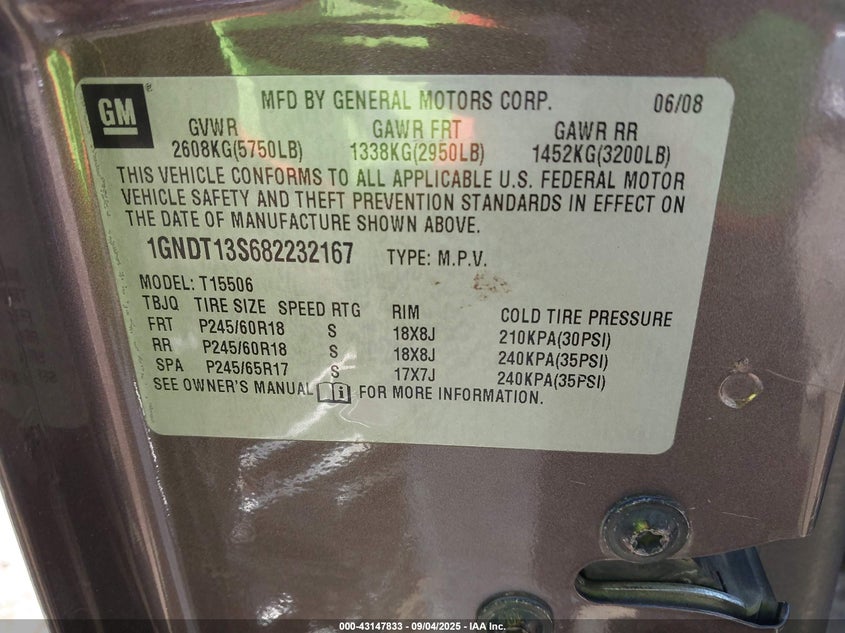 GM
MFD BY GENERAL MOTORS CORP. 06/08
GVWR GAWR FRT GAWR RR
2608KG(5750LB) 1338KG(2950LB) 1452KG(3200LB)
THIS VEHICLE CONFORMS TO ALL APPLICABLE U.S. FEDERAL MOTOR
VEHICLE SAFETY AND THEFT PREVENTION STANDARDS IN EFFECT ON
THE DATE OF MANUFACTURE SHOWN ABOVE.
1GNDT13S682232167 TYPE: M.P.V.
MODEL: T15506
TBJQ TIRE SIZE SPEED RTG RIM COLD TIRE PRESSURE
FRT P245/60R18 S 18X8J 210KPA(30PSI)
RR P245/60R18 S 18X8J 240KPA(35PSI)
SPA P245/65R17 S 17X7J 240KPA(35PSI)
SEE OWNER'S MANUAL i FOR MORE INFORMATION.
000-43147833 - 09/04/2025 - IAA Inc.